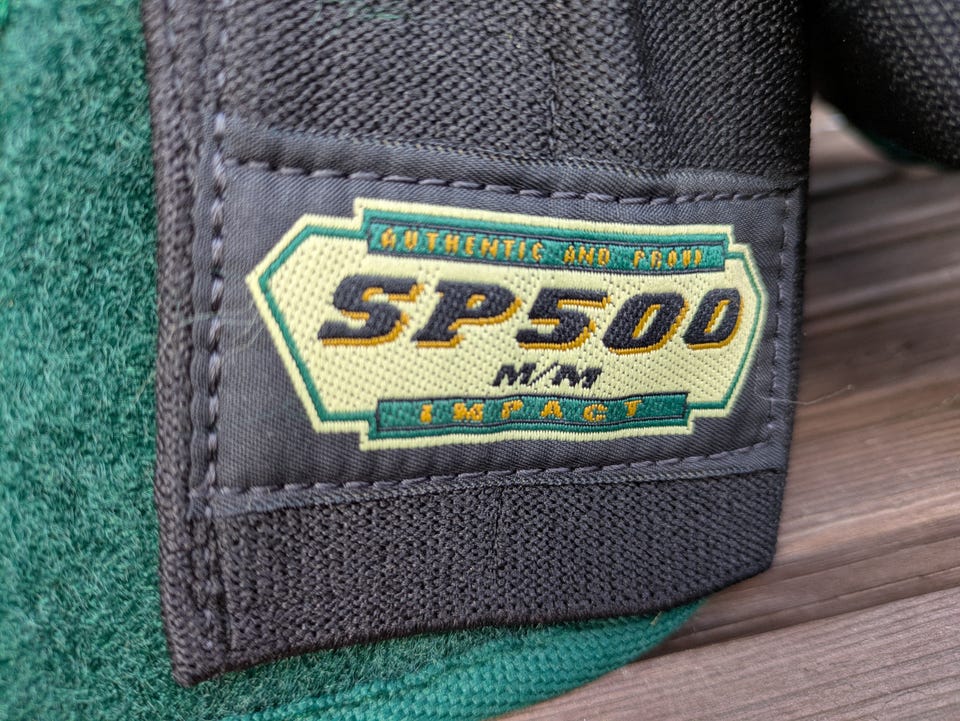 AUTHENTIC AND PROUD
SP500
M/M
IMPACT